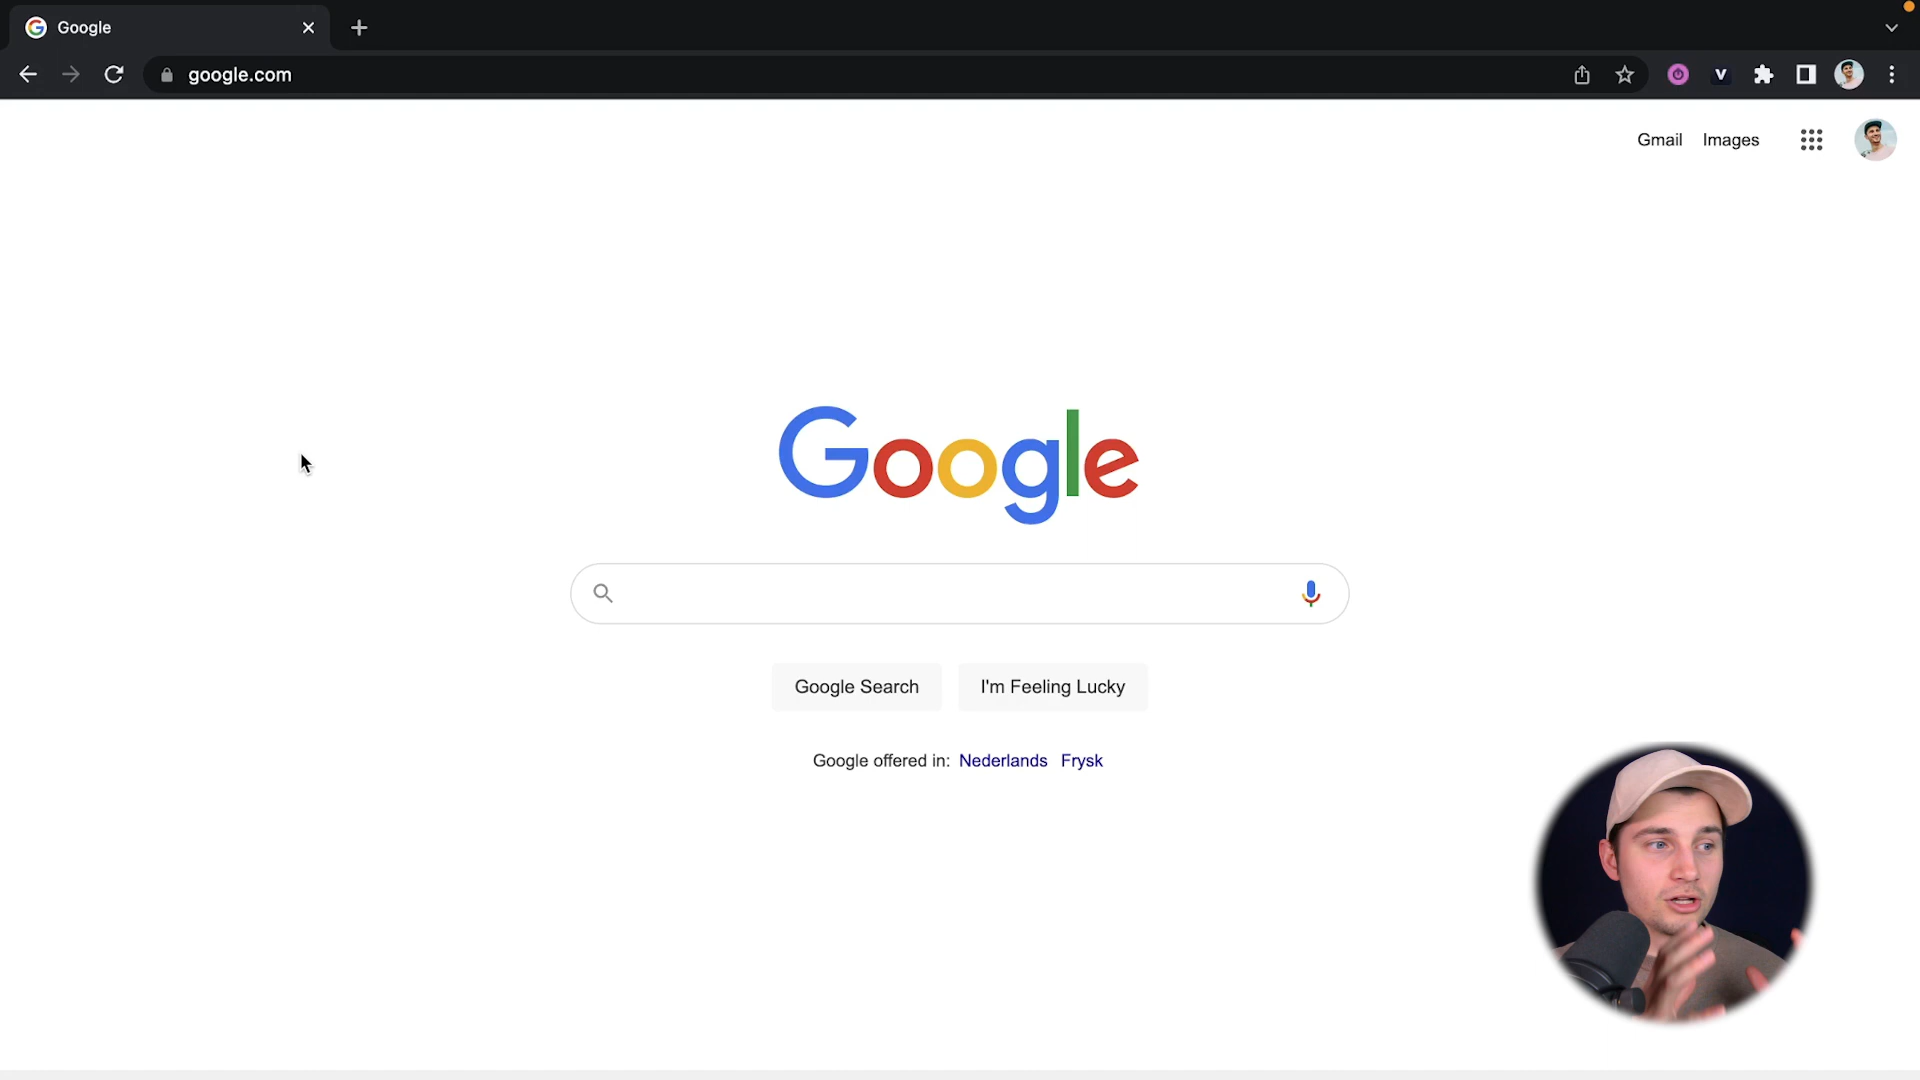 Google
google.com
V
Gmail Images
Google
Google Search I'm Feeling Lucky
Google offered in: Nederlands Frysk